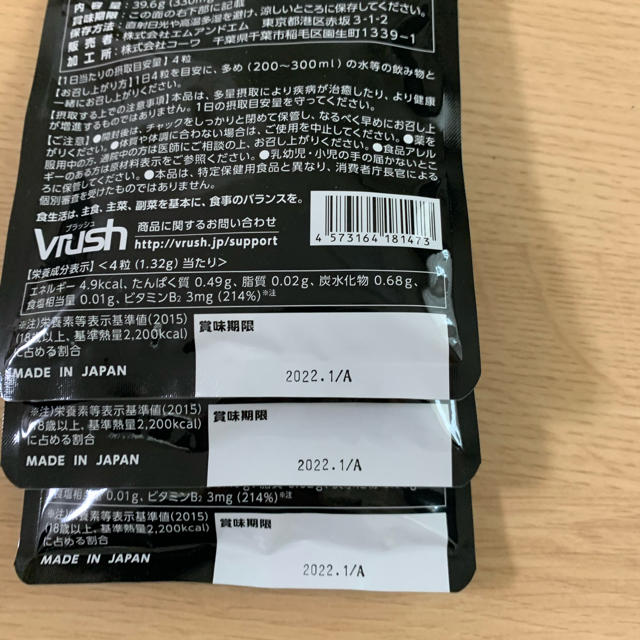 内容量：39.6g (330mg
賞味期限：この面の右下部に記載
保存方法：直射日光や高温多湿を避け、涼しいところに保存してください。
販売者：株式会社エムアンドエム 東京都港区赤坂3-1-2
加工所：株式会社コーワ 千葉県千葉市稲毛区園生町1339-1
【1日当たりの摂取目安量】4粒
【お召し上がり方】1日4粒を目安に、多め(200～300ml)の水等の飲み物と
一緒にお召し上がりください。
【摂取する上での注意事項】本品は、多量摂取により疾病が治癒したり、より健康
が増進するものではありません。1日の摂取目安量を守ってください。
【ご注意】●開封後は、チャックをしっかりと閉めて保管し、なるべく早めにお召し上
がりください。●体質や体調に合わない場合は、ご使用を中止してください。●薬を
服用中の方、通院中の方は医師にご相談の上、お召し上がりください。●食品アレル
ギーのある方は原材料表示をご参照ください。●乳幼児・小児の手の届かないとこ
ろに保管してください。●本品は、特定保健用食品と異なり、消費者庁長官による
個別審査を受けたものではありません。
食生活は、主食、主菜、副菜を基本に、食事のバランスを。
ブラッシュ
Vrush
商品に関するお問い合わせ
http://vrush.jp/support
4 573164 181473
【栄養成分表示】<4粒(1.32g)当たり>
エネルギー 4.9kcal、たんぱく質 0.49g、脂質 0.02g、炭水化物 0.68g、
食塩相当量 0.01g、ビタミンB2 3mg (214%)※注
※注)栄養素等表示基準値(2015)
(18歳以上、基準熱量2,200kcal)
に占める割合
MADE IN JAPAN
賞味期限
2022.1/A
※注)栄養素等表示基準値(2015)
(18歳以上、基準熱量2,200kcal)
に占める割合
MADE IN JAPAN
賞味期限
2022.1/A
食塩相当量 0.01g、ビタミンB2 3mg (214%)※注
※注)栄養素等表示基準値(2015)
(18歳以上、基準熱量2,200kcal)
に占める割合
MADE IN JAPAN
賞味期限
2022.1/A